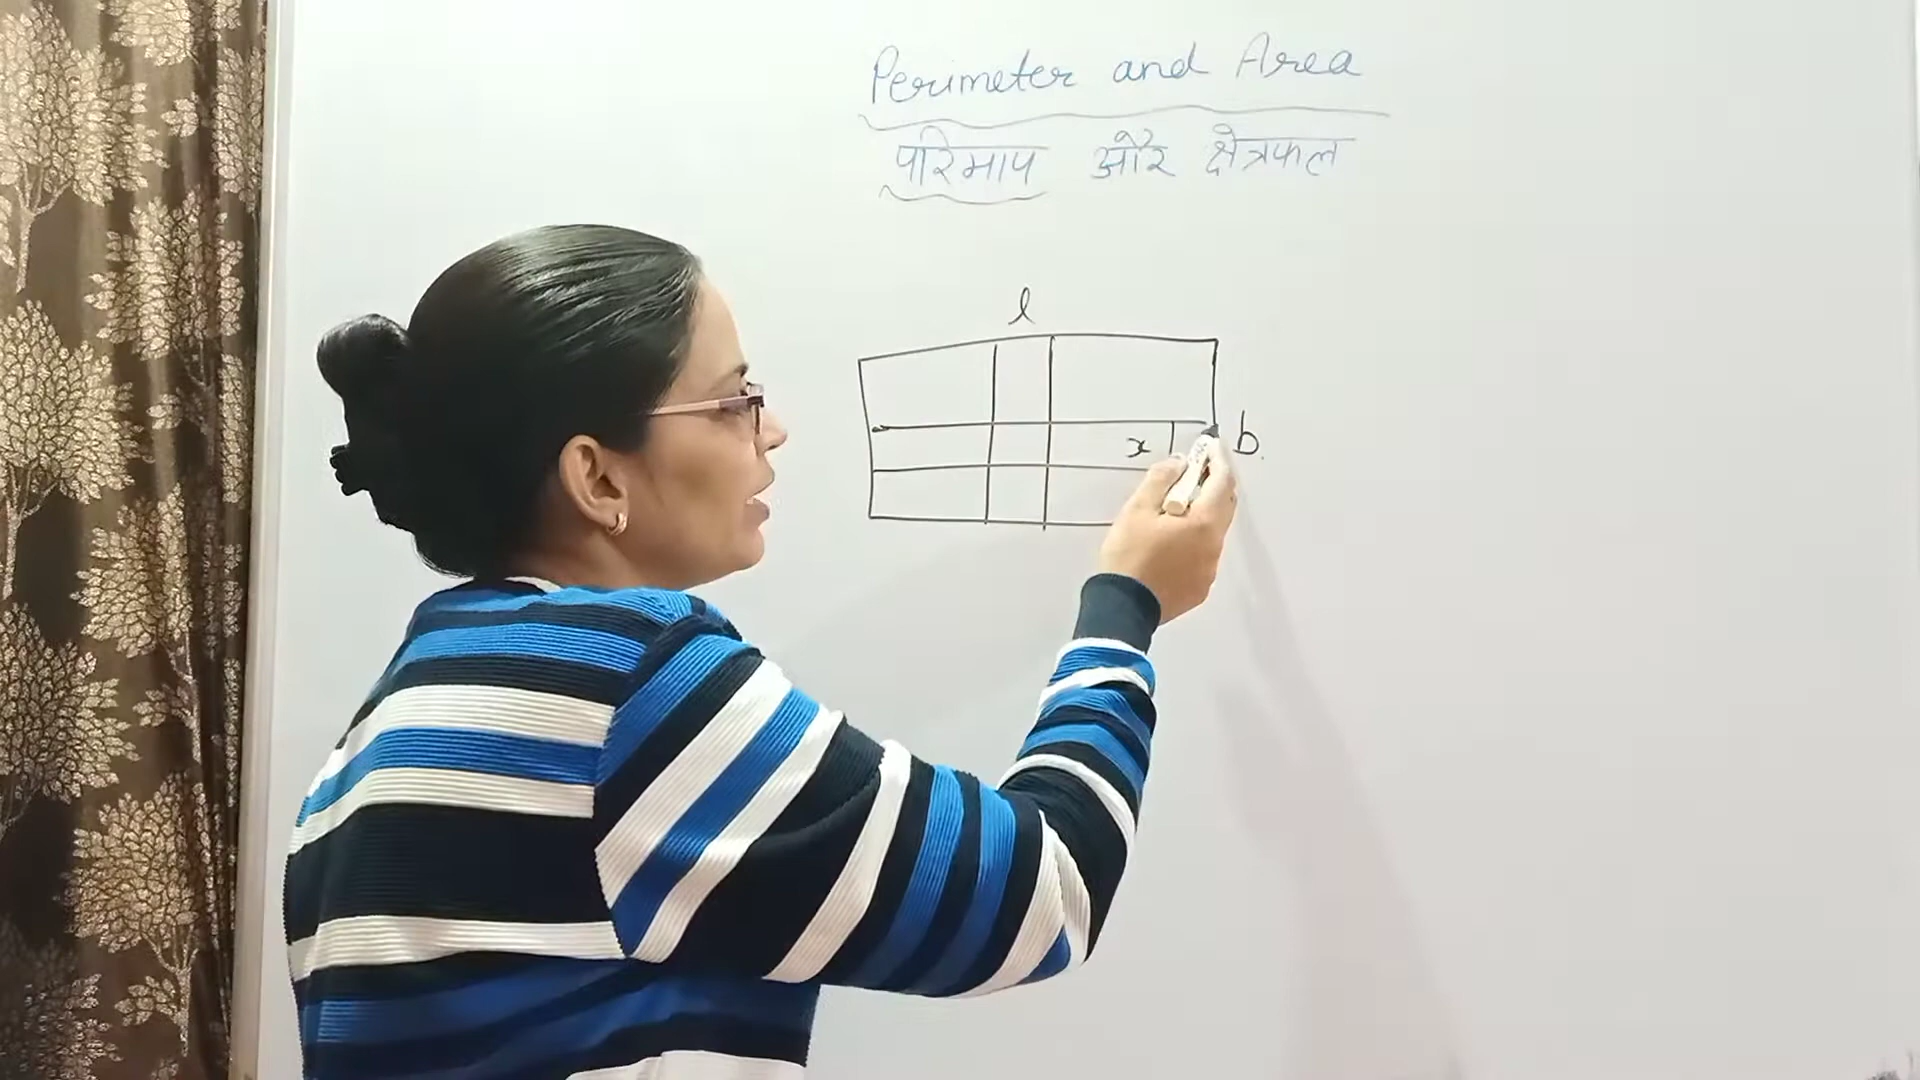 Perimeter and Area
परिमाप और क्षेत्रफल
l
x
b.